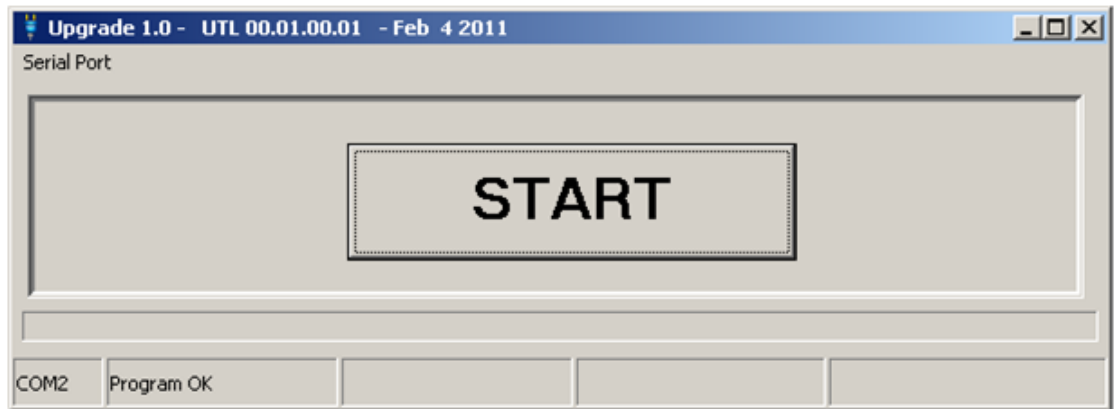 Upgrade 1.0 - UTL 00.01.00.01 - Feb 4 2011
Serial Port
START
COM2 Program OK